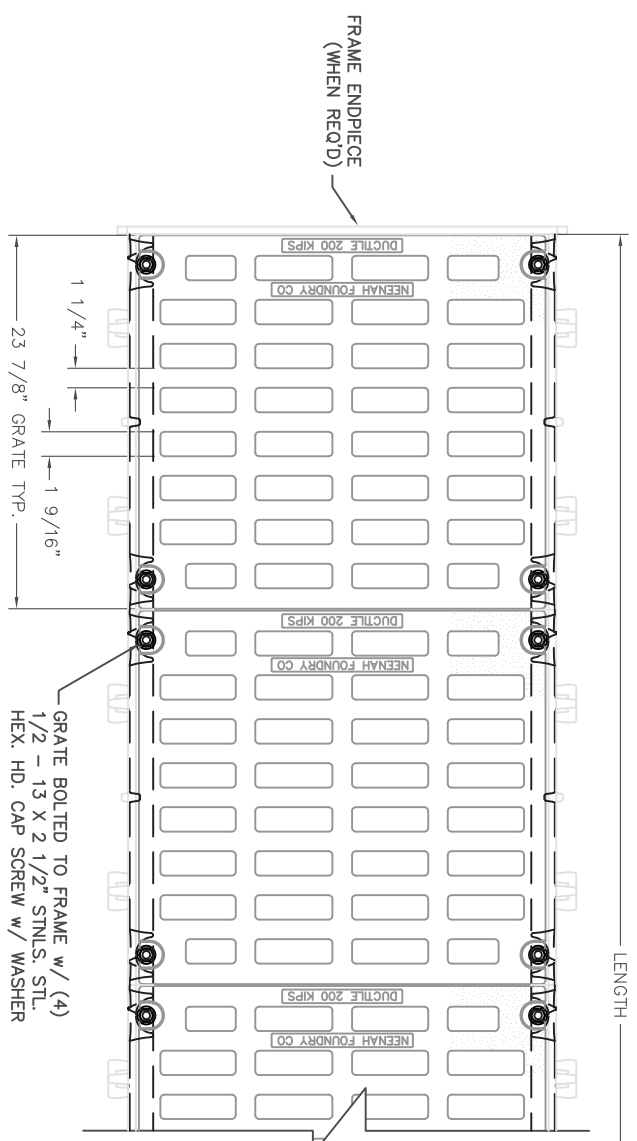 FRAME ENDPIECE
(WHEN REQ'D)
LENGTH
DUCTILE 200 KIPS
NEENAH FOUNDRY CO
DUCTILE 200 KIPS
NEENAH FOUNDRY CO
DUCTILE 200 KIPS
NEENAH FOUNDRY CO
1 1/4"
1 9/16"
23 7/8" GRATE TYP.
GRATE BOLTED TO FRAME w/ (4)
1/2 - 13 X 2 1/2" STNLS. STL.
HEX. HD. CAP SCREW w/ WASHER